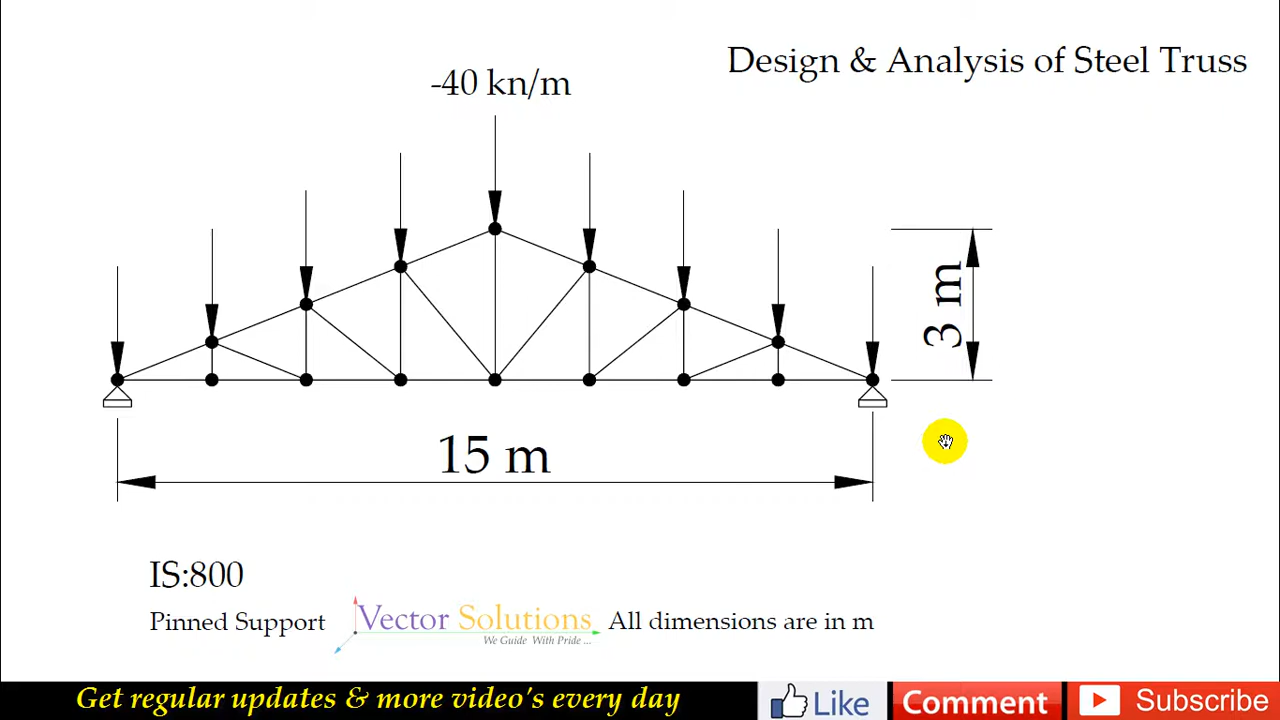 Design & Analysis of Steel Truss
-40 kn/m
3 m
15 m
IS:800
Pinned Support
Vector Solutions
We Guide With Pride ...
All dimensions are in m
Get regular updates & more video's every day
Like
Comment
Subscribe